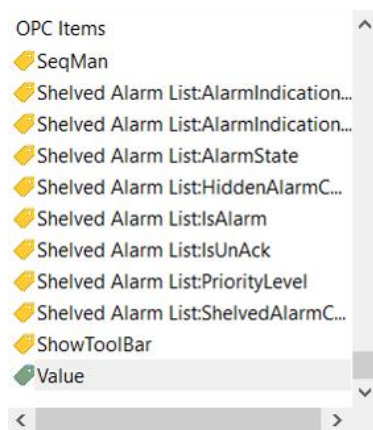 OPC Items
SeqMan
Shelved Alarm List:AlarmIndication...
Shelved Alarm List:AlarmIndication...
Shelved Alarm List:AlarmState
Shelved Alarm List:HiddenAlarmC...
Shelved Alarm List:IsAlarm
Shelved Alarm List:IsUnAck
Shelved Alarm List:PriorityLevel
Shelved Alarm List:ShelvedAlarmC...
ShowToolBar
Value